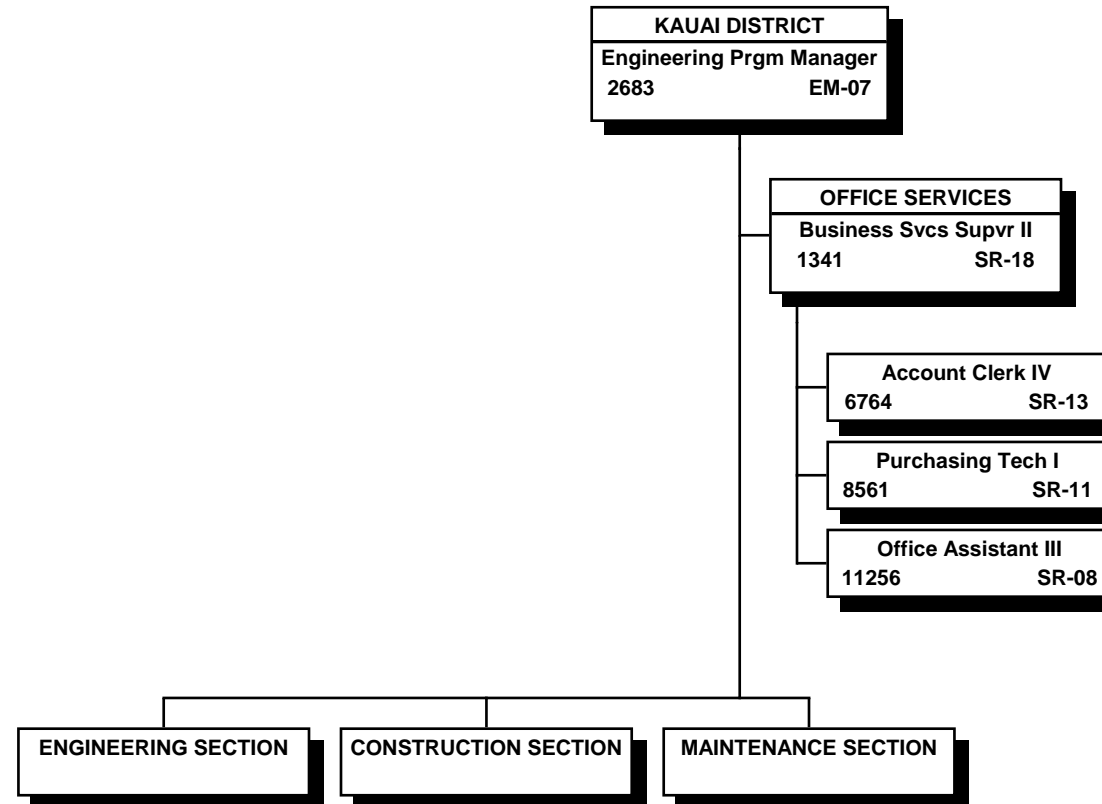 KAUAI DISTRICT
Engineering Prgm Manager
2683 EM-07
OFFICE SERVICES
Business Svcs Supvr II
1341 SR-18
Account Clerk IV
6764 SR-13
Purchasing Tech I
8561 SR-11
Office Assistant III
11256 SR-08
ENGINEERING SECTION
CONSTRUCTION SECTION
MAINTENANCE SECTION